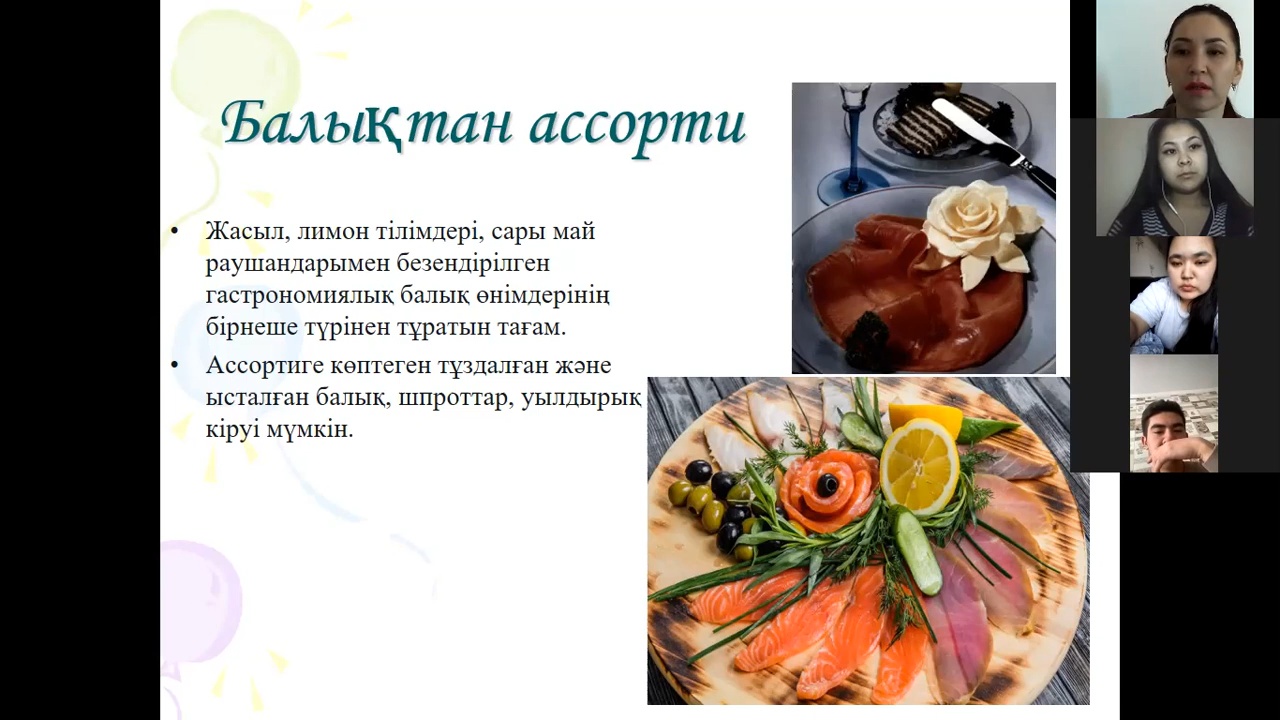 Балықтан ассорти
• Жасыл, лимон тілімдері, сары май
раушандарымен безендірілген
гастрономиялық балық өнімдерінің
бірнеше түрінен тұратын тағам.
• Ассортиге көптеген тұздалған және
ысталған балық, шпроттар, уылдырық
кіруі мүмкін.